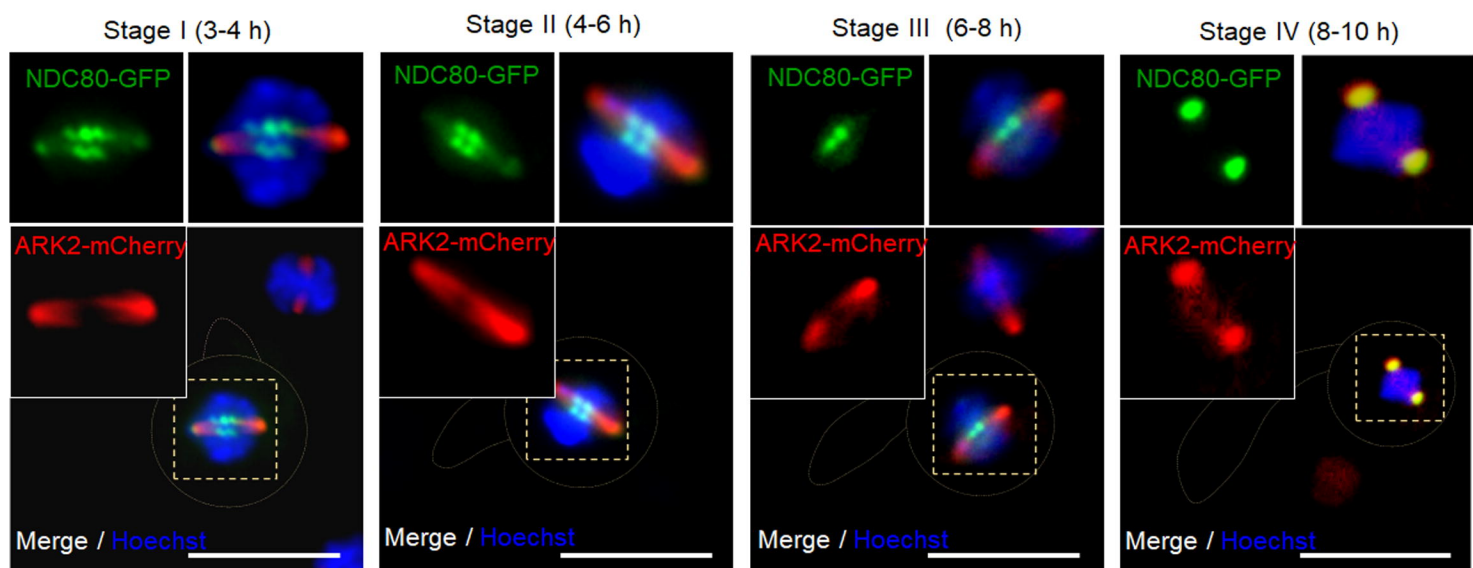 Stage I (3-4 h)
NDC80-GFP
ARK2-mCherry
Merge / Hoechst
Stage II (4-6 h)
NDC80-GFP
ARK2-mCherry
Merge / Hoechst
Stage III (6-8 h)
NDC80-GFP
ARK2-mCherry
Merge / Hoechst
Stage IV (8-10 h)
NDC80-GFP
ARK2-mCherry
Merge / Hoechst